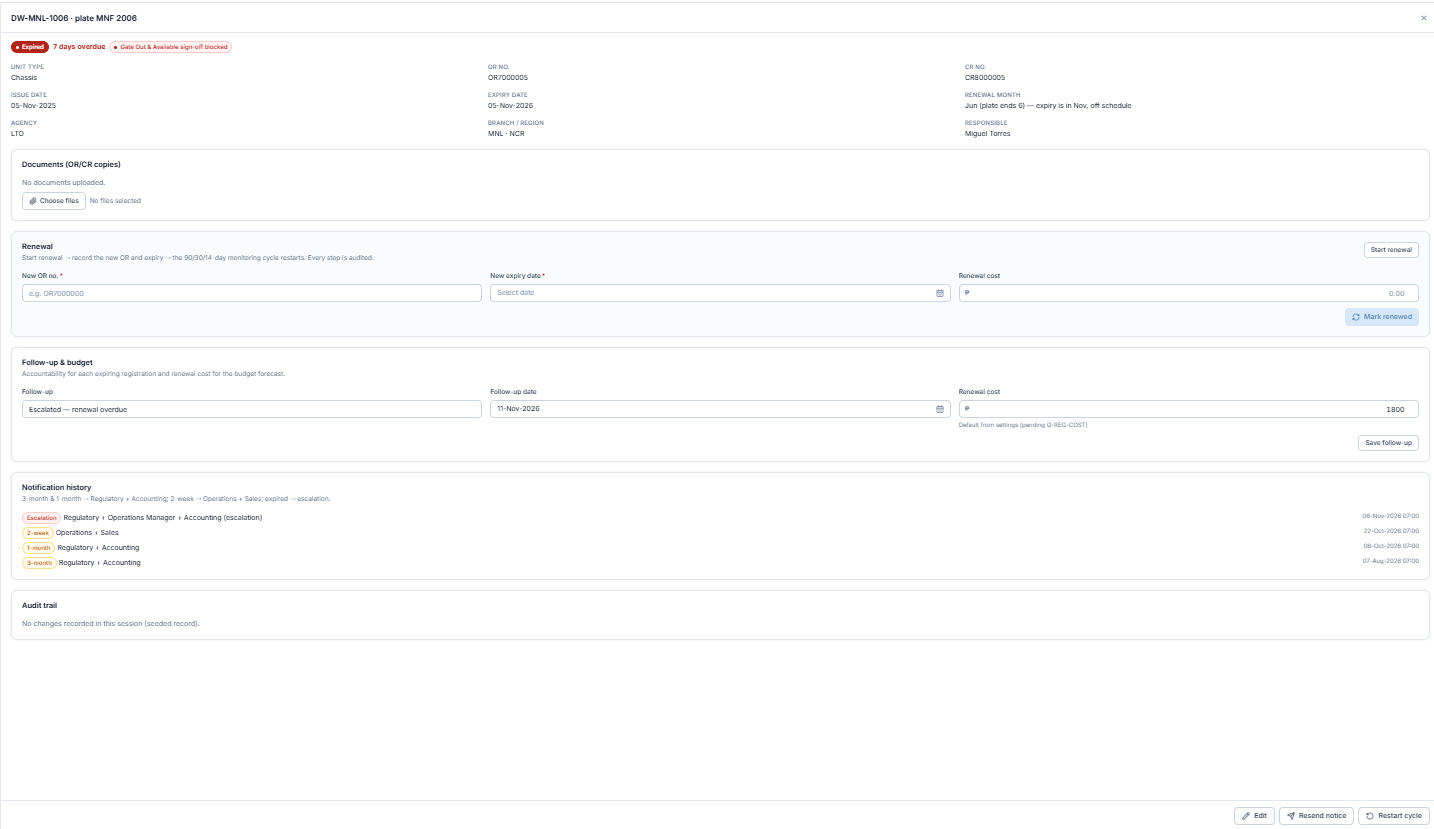 DW-MNL-1006 · plate MNF 2006
Expired 7 days overdue Gate Out & Available sign-off blocked
UNIT TYPE OR NO. CR NO.
Chassis OR7000005 CR8000005
ISSUE DATE EXPIRY DATE RENEWAL MONTH
05-Nov-2025 05-Nov-2026 Jun (plate ends 6) — expiry is in Nov, off schedule
AGENCY BRANCH / REGION RESPONSIBLE
LTO MNL · NCR Miguel Torres
Documents (OR/CR copies)
No documents uploaded.
Choose files No files selected
Renewal Start renewal
Start renewal → record the new OR and expiry → the 90/30/14-day monitoring cycle restarts. Every step is audited.
New OR no.* New expiry date* Renewal cost
e.g. OR7000000 Select date ₱ 0.00
Mark renewed
Follow-up & budget
Accountability for each expiring registration and renewal cost for the budget forecast.
Follow-up Follow-up date Renewal cost
Escalated — renewal overdue 11-Nov-2026 ₱ 1800
Default from settings (pending Q-REG-COST)
Save follow-up
Notification history
3-month & 1-month → Regulatory + Accounting; 2-week → Operations + Sales; expired → escalation.
Escalation Regulatory + Operations Manager + Accounting (escalation) 06-Nov-2026 07:00
2-week Operations + Sales 22-Oct-2026 07:00
1-month Regulatory + Accounting 06-Oct-2026 07:00
3-month Regulatory + Accounting 07-Aug-2026 07:00
Audit trail
No changes recorded in this session (seeded record).
Edit Resend notice Restart cycle